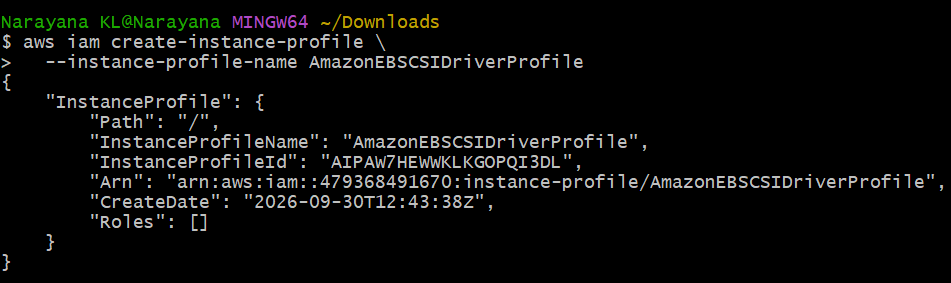 Narayana KL@Narayana MINGW64 ~/Downloads
$ aws iam create-instance-profile \
>   --instance-profile-name AmazonEBSCSIDriverProfile
{
    "InstanceProfile": {
        "Path": "/",
        "InstanceProfileName": "AmazonEBSCSIDriverProfile",
        "InstanceProfileId": "AIPAW7HEWWKLKGOPQI3DL",
        "Arn": "arn:aws:iam::479368491670:instance-profile/AmazonEBSCSIDriverProfile",
        "CreateDate": "2026-09-30T12:43:38Z",
        "Roles": []
    }
}